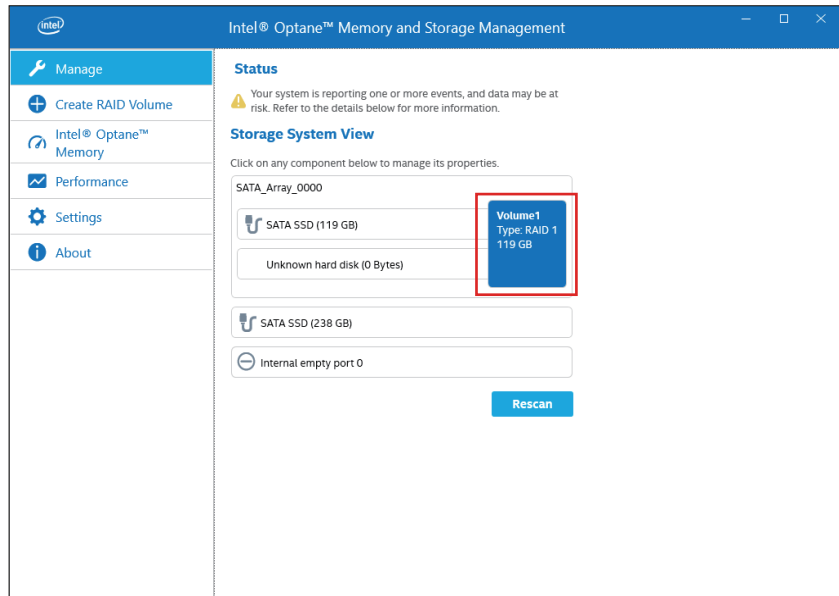 intel
Intel® Optane™ Memory and Storage Management
Manage
Create RAID Volume
Intel® Optane™
Memory
Performance
Settings
About
Status
Your system is reporting one or more events, and data may be at
risk. Refer to the details below for more information.
Storage System View
Click on any component below to manage its properties.
SATA_Array_0000
SATA SSD (119 GB)
Unknown hard disk (0 Bytes)
Volume1
Type: RAID 1
119 GB
SATA SSD (238 GB)
Internal empty port 0
Rescan